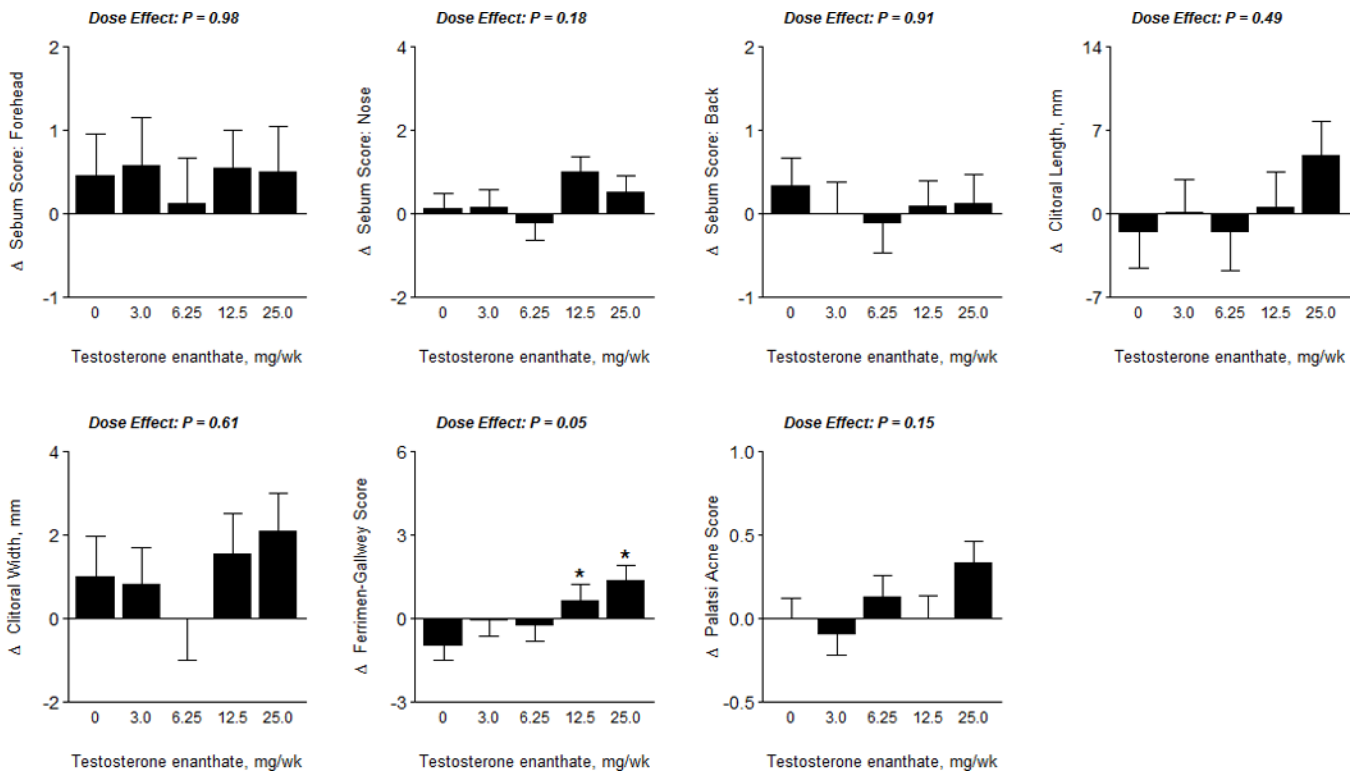 Dose Effect: P = 0.98
Δ Sebum Score: Forehead
2
1
0
-1
0 3.0 6.25 12.5 25.0
Testosterone enanthate, mg/wk
Dose Effect: P = 0.18
Δ Sebum Score: Nose
4
2
0
-2
0 3.0 6.25 12.5 25.0
Testosterone enanthate, mg/wk
Dose Effect: P = 0.91
Δ Sebum Score: Back
2
1
0
-1
0 3.0 6.25 12.5 25.0
Testosterone enanthate, mg/wk
Dose Effect: P = 0.49
Δ Clitoral Length, mm
14
7
0
-7
0 3.0 6.25 12.5 25.0
Testosterone enanthate, mg/wk
Dose Effect: P = 0.61
Δ Clitoral Width, mm
4
2
0
-2
0 3.0 6.25 12.5 25.0
Testosterone enanthate, mg/wk
Dose Effect: P = 0.05
Δ Ferrimen-Gallwey Score
6
3
0
-3
* *
0 3.0 6.25 12.5 25.0
Testosterone enanthate, mg/wk
Dose Effect: P = 0.15
Δ Palatsi Acne Score
1.0
0.5
0.0
-0.5
0 3.0 6.25 12.5 25.0
Testosterone enanthate, mg/wk